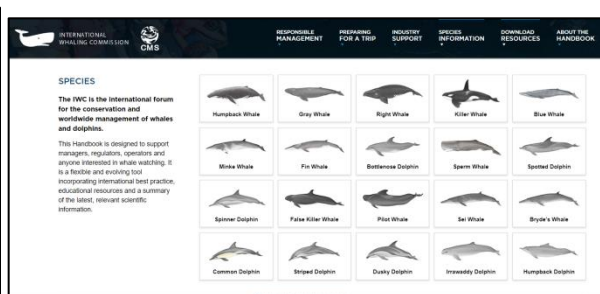 INTERNATIONAL
WHALING COMMISSION
CMS
RESPONSIBLE
MANAGEMENT
PREPARING
FOR A TRIP
INDUSTRY
SUPPORT
SPECIES
INFORMATION
DOWNLOAD
RESOURCES
ABOUT THE
HANDBOOK
SPECIES
The IWC is the international forum
for the conservation and
worldwide management of whales
and dolphins.
This Handbook is designed to support
managers, regulators, operators and
anyone interested in whale watching. It
is a flexible and evolving tool
incorporating international best practice,
educational resources and a summary
of the latest, relevant scientific
information.
Humpback Whale
Gray Whale
Right Whale
Killer Whale
Blue Whale
Minke Whale
Fin Whale
Bottlenose Dolphin
Sperm Whale
Spotted Dolphin
Spinner Dolphin
False Killer Whale
Pilot Whale
Sei Whale
Bryde's Whale
Common Dolphin
Striped Dolphin
Dusky Dolphin
Irrawaddy Dolphin
Humpback Dolphin